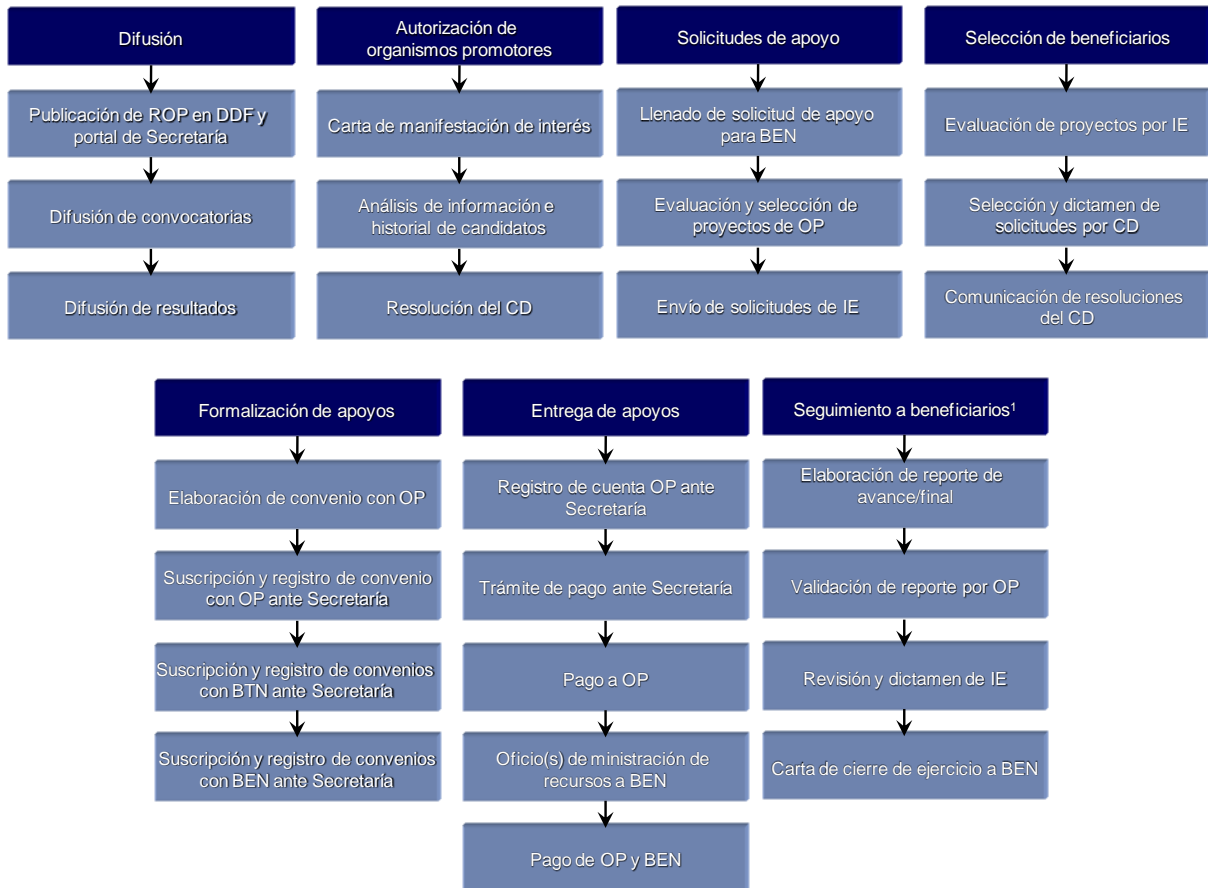 Difusión
Publicación de ROP en DDF y
portal de Secretaría
Difusión de convocatorias
Difusión de resultados
Autorización de
organismos promotores
Carta de manifestación de interés
Análisis de información e
historial de candidatos
Resolución del CD
Solicitudes de apoyo
Llenado de solicitud de apoyo
para BEN
Evaluación y selección de
proyectos de OP
Envío de solicitudes de IE
Selección de beneficiarios
Evaluación de proyectos por IE
Selección y dictamen de
solicitudes por CD
Comunicación de resoluciones
del CD
Formalización de apoyos
Elaboración de convenio con OP
Suscripción y registro de convenio
con OP ante Secretaría
Suscripción y registro de convenios
con BTN ante Secretaría
Suscripción y registro de convenios
con BEN ante Secretaría
Entrega de apoyos
Registro de cuenta OP ante
Secretaría
Trámite de pago ante Secretaría
Pago a OP
Oficio(s) de ministración de
recursos a BEN
Pago de OP y BEN
Seguimiento a beneficiarios¹
Elaboración de reporte de
avance/final
Validación de reporte por OP
Revisión y dictamen de IE
Carta de cierre de ejercicio a BEN